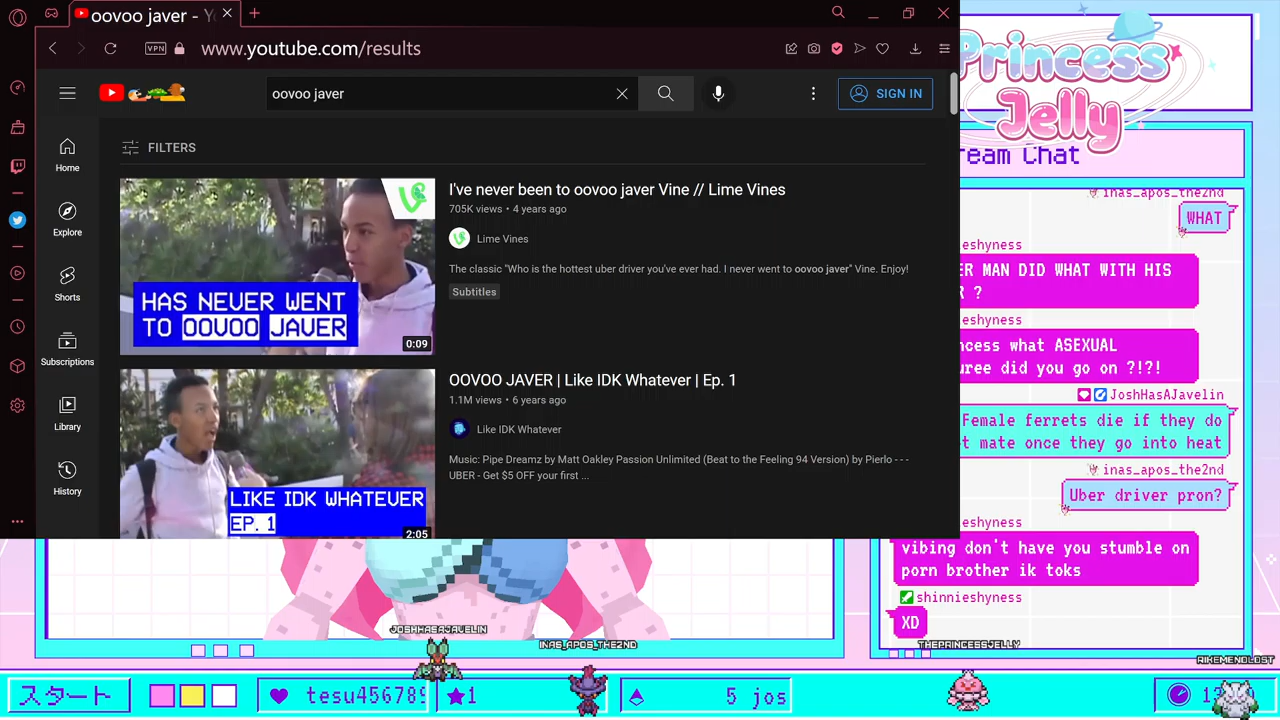 oovoo javer - Y
VPN
www.youtube.com/results
oovoo javer
SIGN IN
FILTERS
Home
Explore
Shorts
Subscriptions
Library
History
HAS NEVER WENT
TO OOVOO JAVER
0:09
I've never been to oovoo javer Vine // Lime Vines
705K views • 4 years ago
Lime Vines
The classic "Who is the hottest uber driver you've ever had. I never went to oovoo javer" Vine. Enjoy!
Subtitles
LIKE IDK WHATEVER
EP. 1
2:05
OOVOO JAVER | Like IDK Whatever | Ep. 1
1.1M views • 6 years ago
Like IDK Whatever
Music: Pipe Dreamz by Matt Oakley Passion Unlimited (Beat to the Feeling 94 Version) by Pierlo - - -
UBER - Get $5 OFF your first ...
Princess
Jelly
ream Chat
inas_apos_the2nd
WHAT
ieshyness
ER MAN DID WHAT WITH HIS
R ?
ieshyness
ncess what ASEXUAL
uree did you go on ?!?!
JoshHasAJavelin
Female ferrets die if they do
t mate once they go into heat
inas_apos_the2nd
Uber driver pron?
ieshyness
vibing don't have you stumble on
porn brother ik toks
shinnieshyness
XD
JOSHHASAJAVELIN
INAS_APOS_THE2ND
THEPRINCESSJELLY
AIKEMENOLOST
スタート
tesu456789
1
5 jos